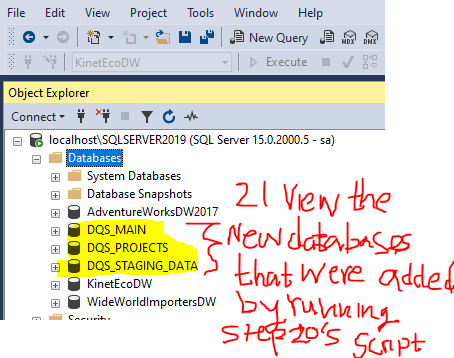 File Edit View Project Tools Window Help
New Query MDX DMX
KinetEcoDW Execute
Object Explorer
Connect
localhost\SQLSERVER2019 (SQL Server 15.0.2000.5 - sa)
Databases
System Databases
Database Snapshots
AdventureWorksDW2017
DQS_MAIN
DQS_PROJECTS
DQS_STAGING_DATA
KinetEcoDW
WideWorldImportersDW
Security
21 View the
New databases
that were added
by running
step 20's script